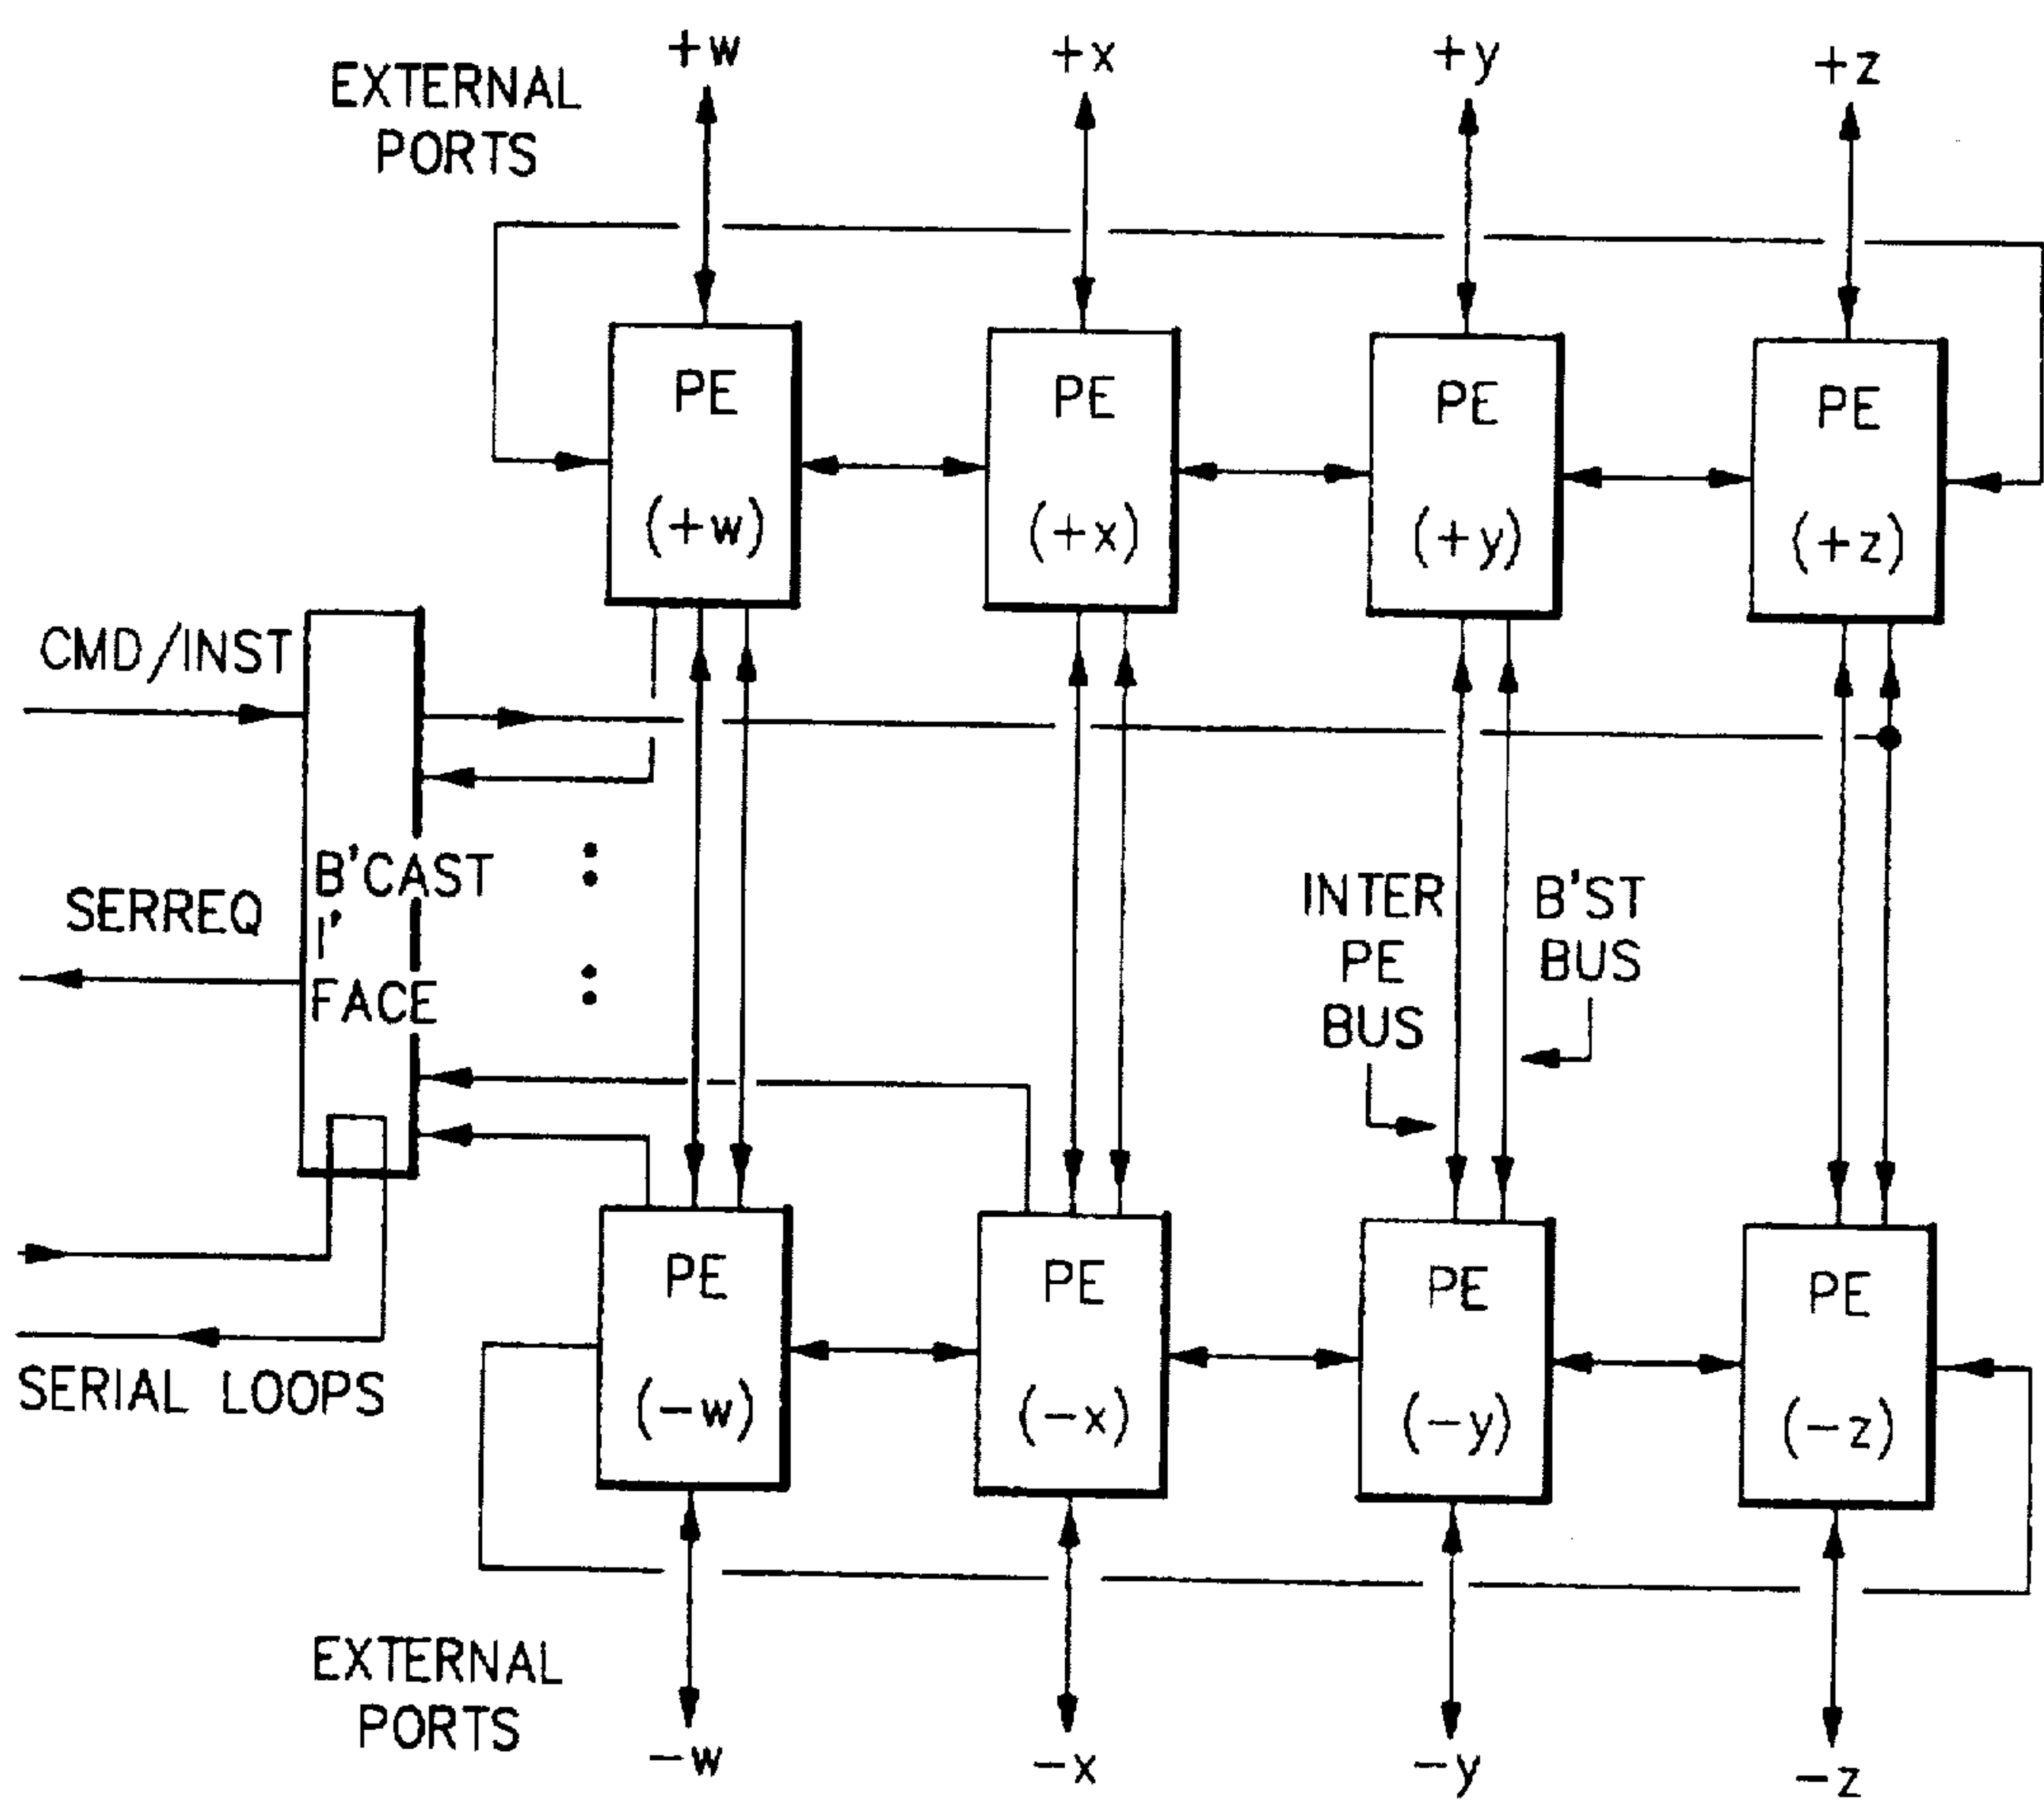 EXTERNAL
PORTS
+w
+x
+y
+z
PE
(+w)
PE
(+x)
PE
(+y)
PE
(+z)
CMD/INST
SERREQ
B'CAST
I'
FACE
INTER
PE
BUS
B'ST
BUS
SERIAL LOOPS
PE
(-w)
PE
(-x)
PE
(-y)
PE
(-z)
EXTERNAL
PORTS
-w
-x
-y
-z